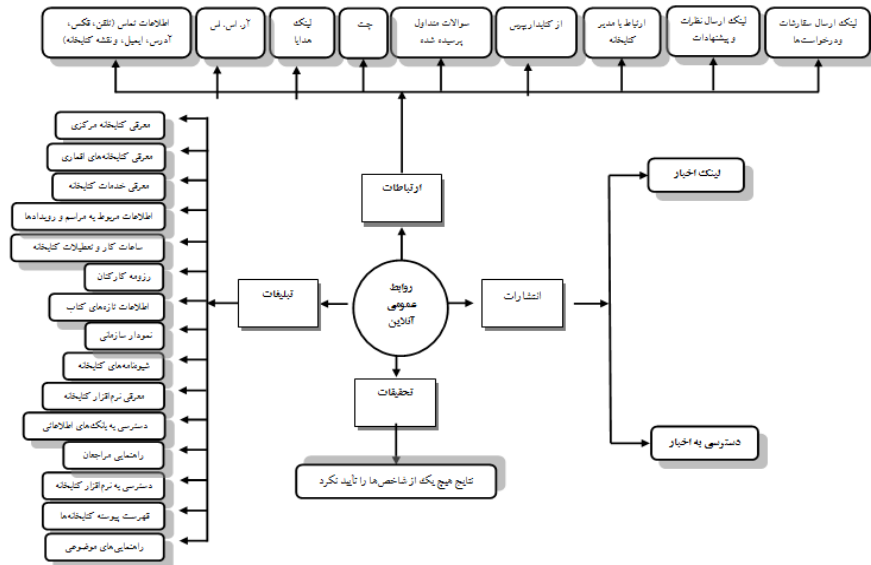 لینک ارسال سفارشات
ودرخواست‌ها
لینک ارسال نظرات
و پیشنهادات
ارتباط با مدیر
کتابخانه
از کتابدار بپرس
سوالات متداول
پرسیده شده
چت
لینک
هدایا
آر. اس. اس
اطلاعات تماس (تلفن، فکس،
آدرس، ایمیل، و نقشه کتابخانه)
ارتباطات
معرفی کتابخانه مرکزی
معرفی کتابخانه‌های اقماری
معرفی خدمات کتابخانه
اطلاعات مربوط به مراسم و رویدادها
ساعات کار و تعطیلات کتابخانه
رزومه کارکنان
اطلاعات تازه‌های کتاب
نمودار سازمانی
شیوه‌نامه‌های کتابخانه
معرفی نرم‌افزار کتابخانه
دسترسی به بانک‌های اطلاعاتی
راهنمایی مراجعان
دسترسی به نرم‌افزار کتابخانه
فهرست پیوسته کتابخانه‌ها
راهنمایی‌های موضوعی
تبلیغات
روابط
عمومی
آنلاین
انتشارات
لینک اخبار
دسترسی به اخبار
تحقیقات
نتایج هیچ یک از شاخص‌ها را تأیید نکرد